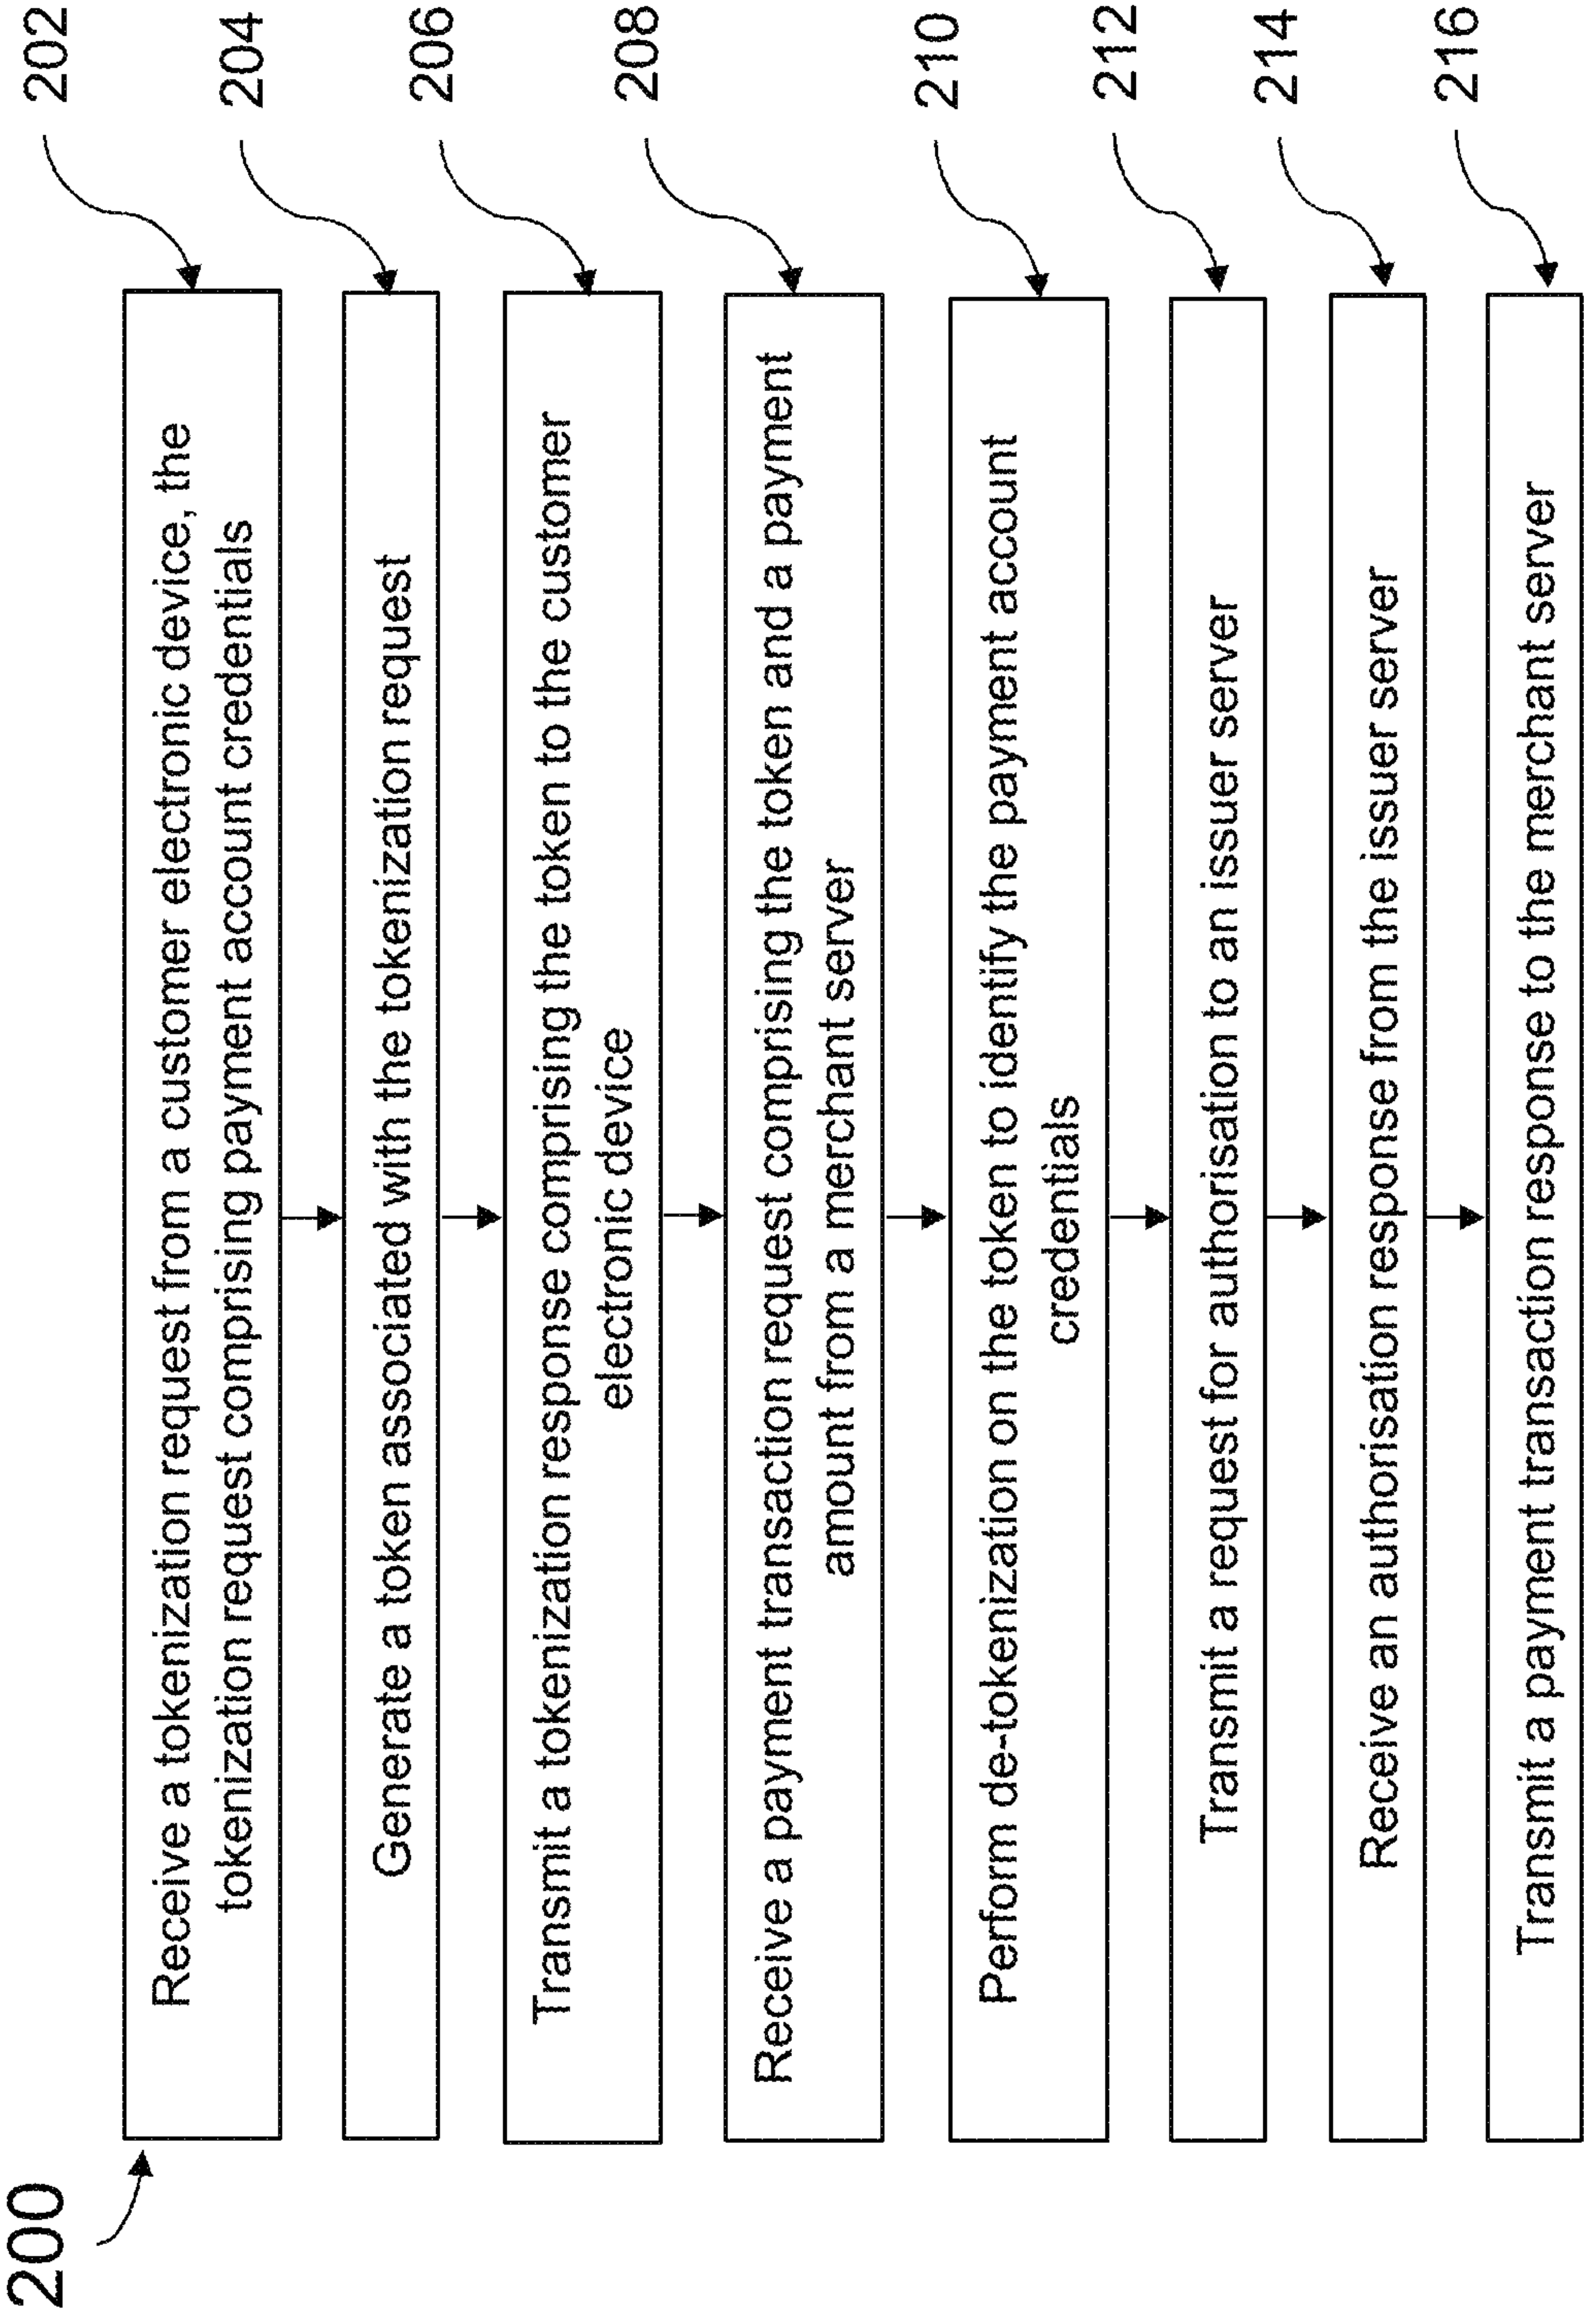 200
202
Receive a tokenization request from a customer electronic device, the
tokenization request comprising payment account credentials
204
Generate a token associated with the tokenization request
206
Transmit a tokenization response comprising the token to the customer
electronic device
208
Receive a payment transaction request comprising the token and a payment
amount from a merchant server
210
Perform de-tokenization on the token to identify the payment account
credentials
212
Transmit a request for authorisation to an issuer server
214
Receive an authorisation response from the issuer server
216
Transmit a payment transaction response to the merchant server